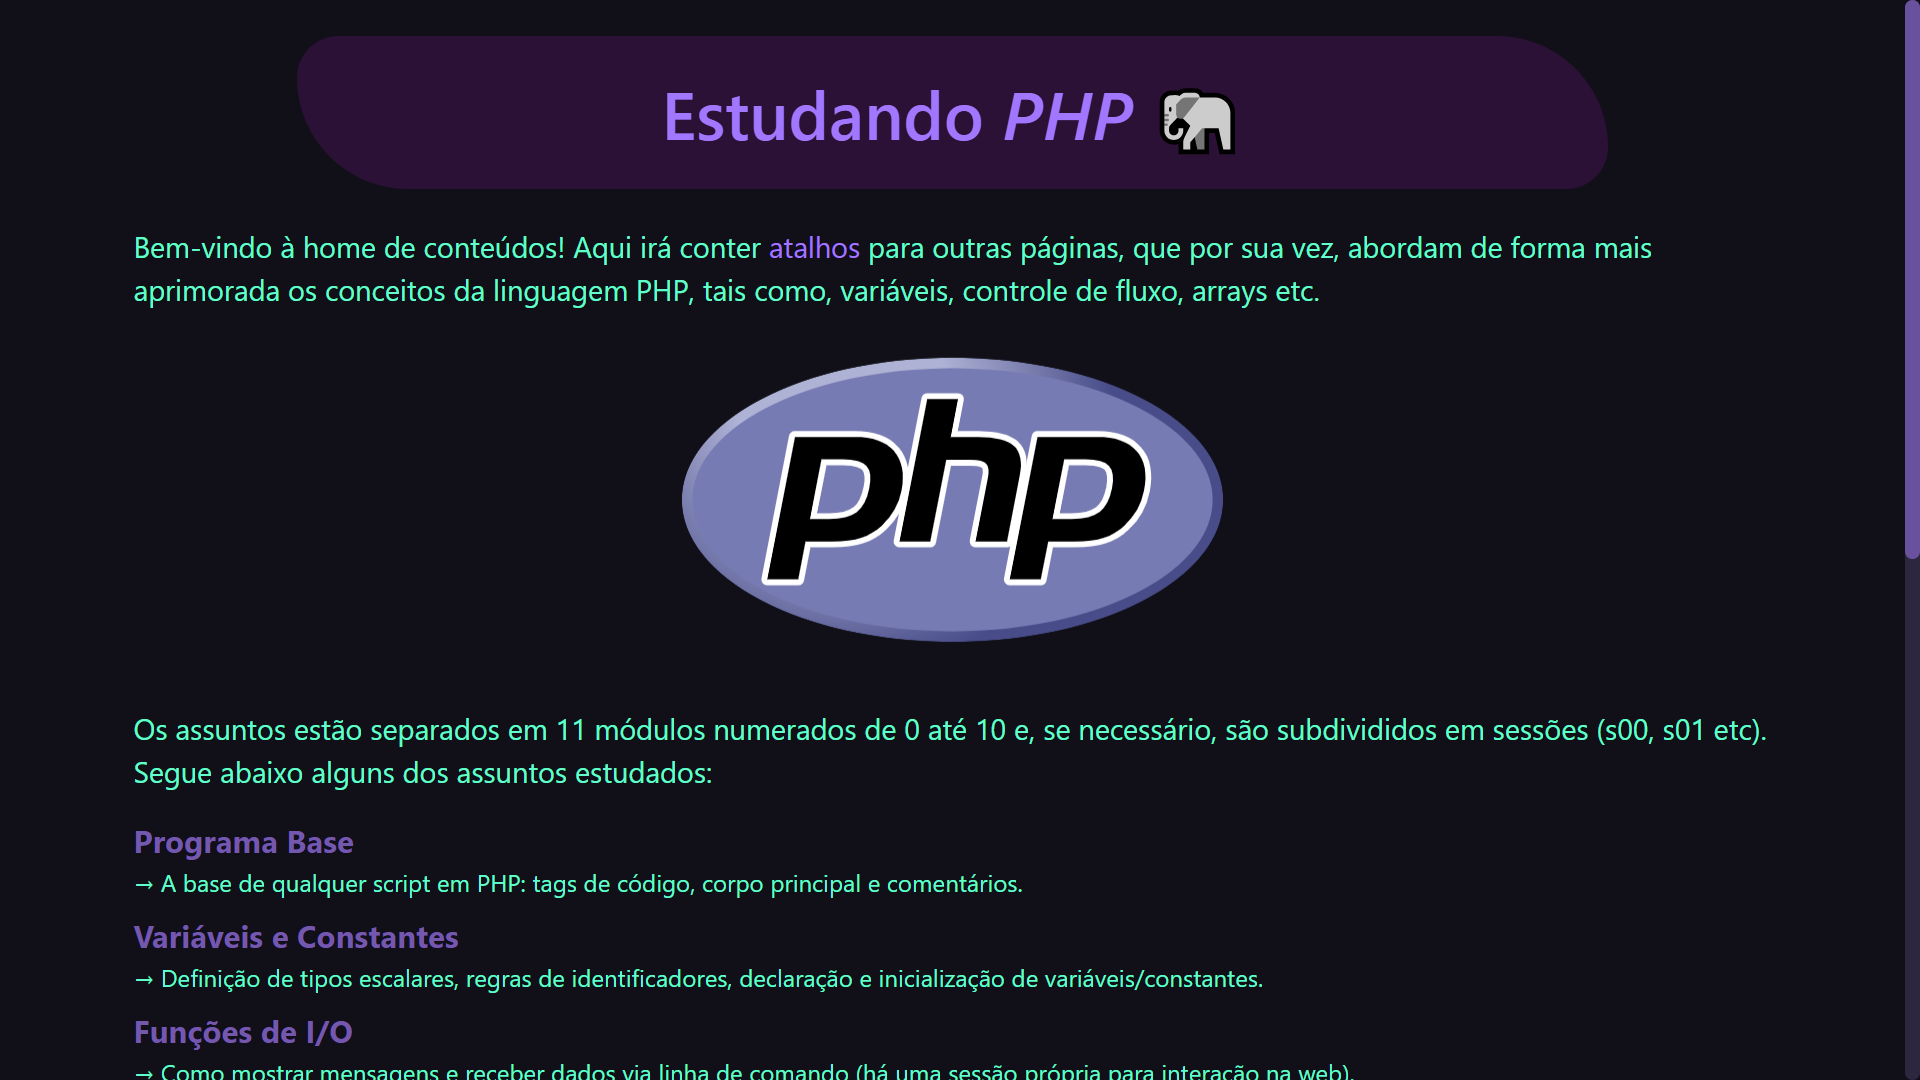 Estudando PHP
Bem-vindo à home de conteúdos! Aqui irá conter atalhos para outras páginas, que por sua vez, abordam de forma mais
aprimorada os conceitos da linguagem PHP, tais como, variáveis, controle de fluxo, arrays etc.
php
Os assuntos estão separados em 11 módulos numerados de 0 até 10 e, se necessário, são subdivididos em sessões (s00, s01 etc).
Segue abaixo alguns dos assuntos estudados:
Programa Base
→ A base de qualquer script em PHP: tags de código, corpo principal e comentários.
Variáveis e Constantes
→ Definição de tipos escalares, regras de identificadores, declaração e inicialização de variáveis/constantes.
Funções de I/O
→ Como mostrar mensagens e receber dados via linha de comando (há uma sessão própria para interação na web).